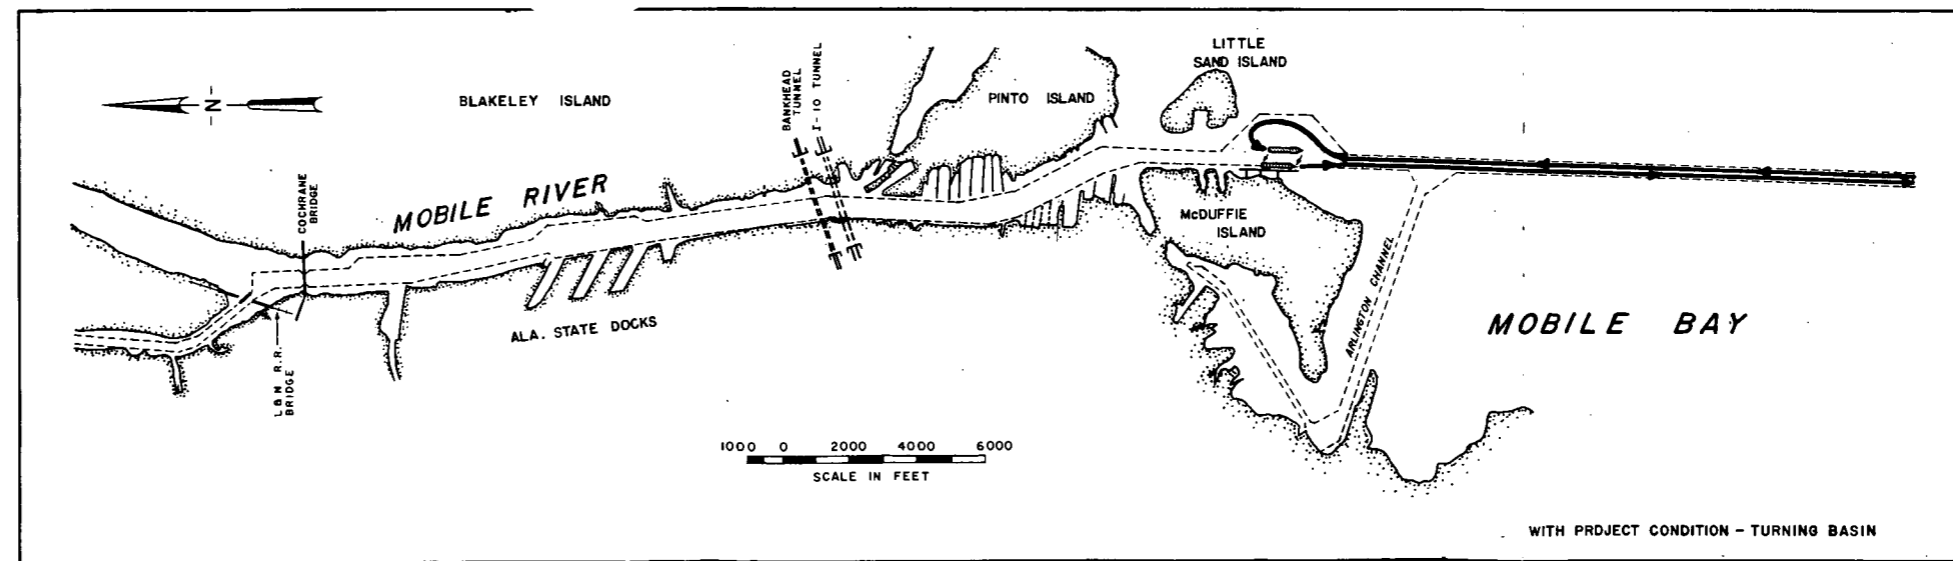 LITTLE
SAND ISLAND
BLAKELEY ISLAND
PINTO ISLAND
N
BANKHEAD
TUNNEL
I-10 TUNNEL
COCHRANE
BRIDGE
MOBILE RIVER
McDUFFIE
ISLAND
ARLINGTON CHANNEL
MOBILE BAY
ALA. STATE DOCKS
L&N R.R.
BRIDGE
1000 0 2000 4000 6000
SCALE IN FEET
WITH PROJECT CONDITION - TURNING BASIN